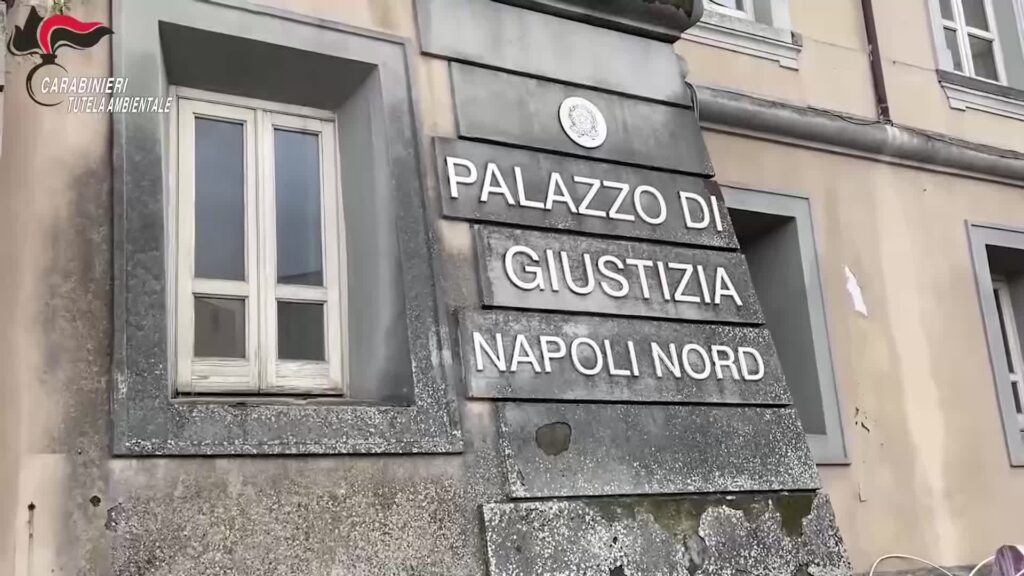 CARABINIERI
TUTELA AMBIENTALE
PALAZZO DI
GIUSTIZIA
NAPOLI NORD